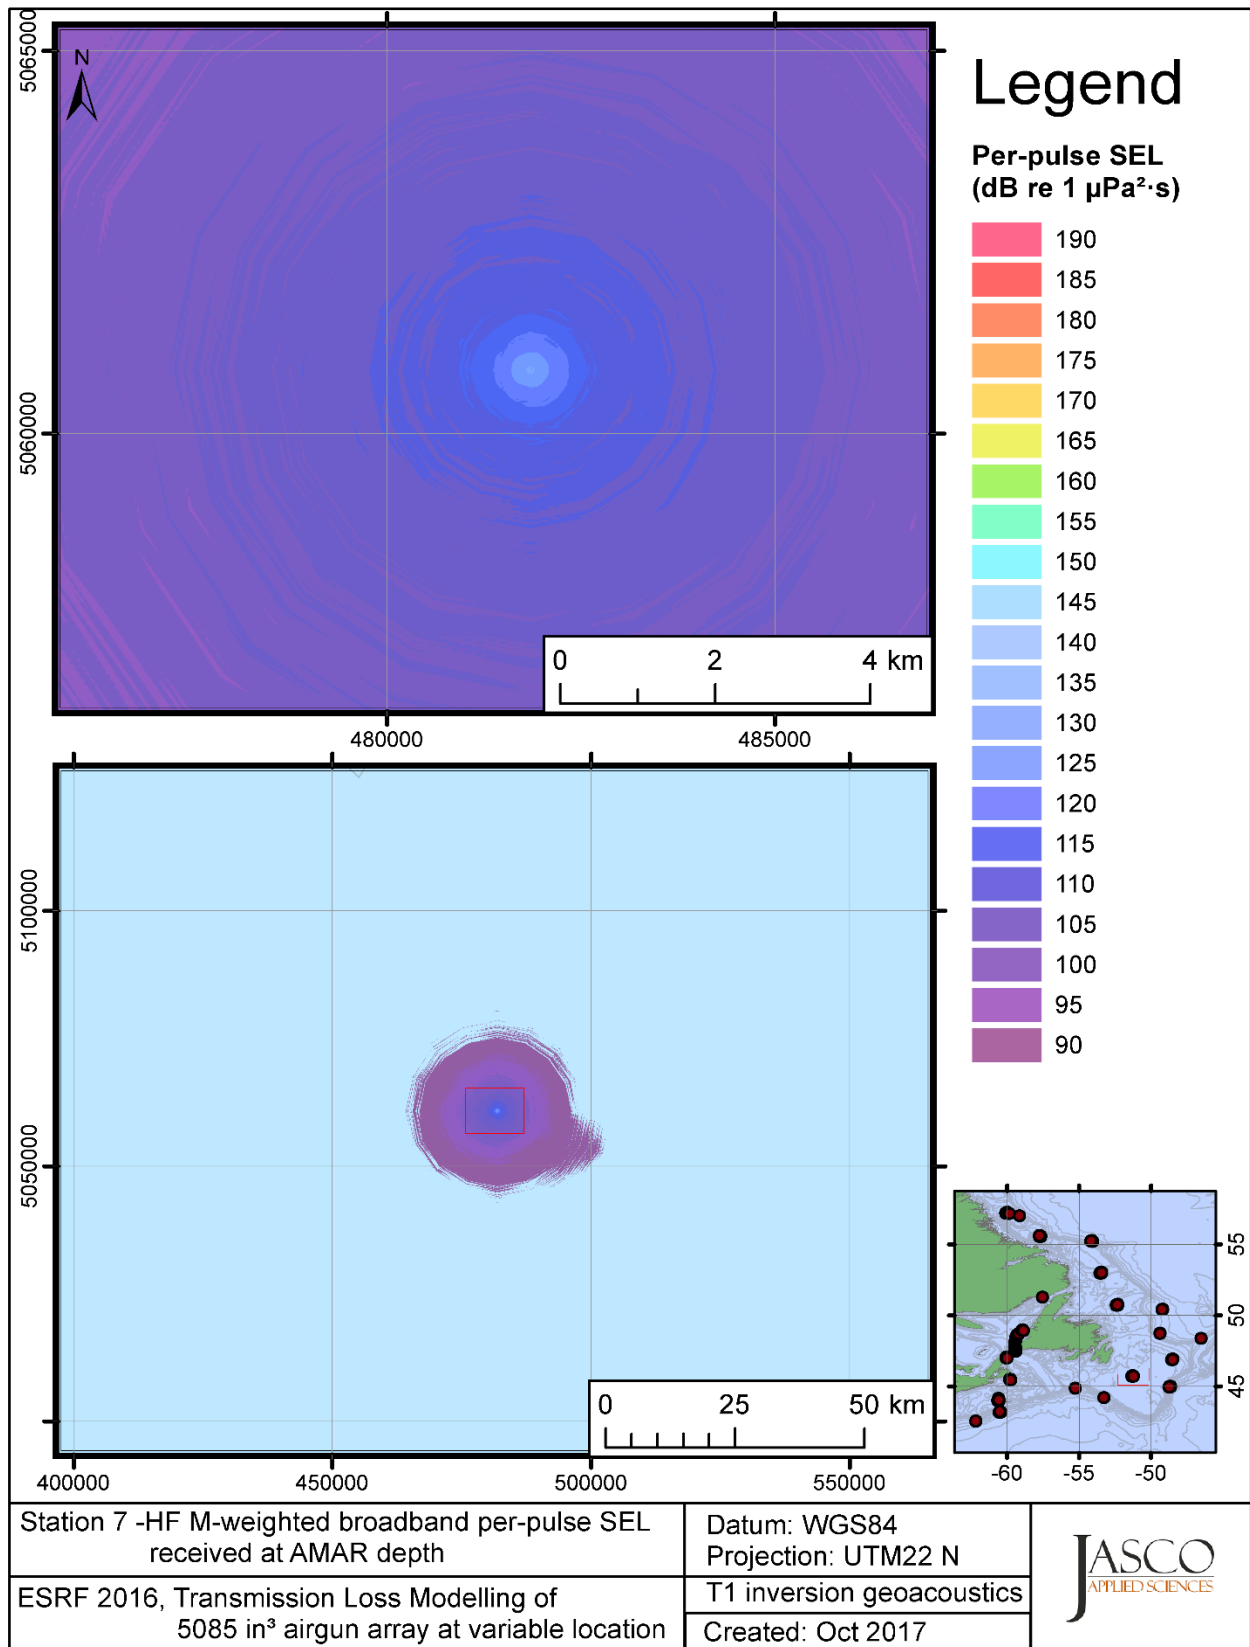 N
5065000
5060000
0 2 4 km
480000 485000
Legend
Per-pulse SEL
(dB re 1 µPa²·s)
190
185
180
175
170
165
160
155
150
145
140
135
130
125
120
115
110
105
100
95
90
5100000
5050000
0 25 50 km
400000 450000 500000 550000
55
50
45
-60 -55 -50
Station 7 -HF M-weighted broadband per-pulse SEL
received at AMAR depth
ESRF 2016, Transmission Loss Modelling of
5085 in³ airgun array at variable location
Datum: WGS84
Projection: UTM22 N
T1 inversion geoacoustics
Created: Oct 2017
JASCO
APPLIED SCIENCES